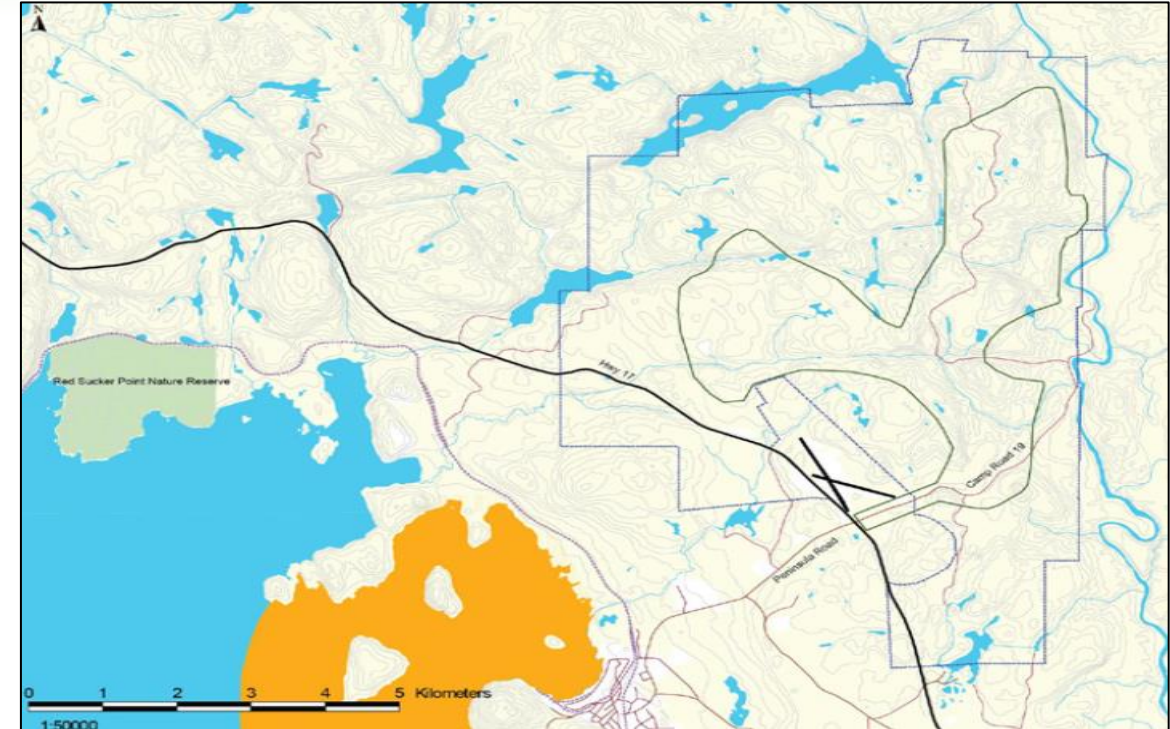 N
Hwy 17
Red Sucker Point Nature Reserve
Camp Road 19
Peninsula Road
0 1 2 3 4 5 Kilometers
1:50000